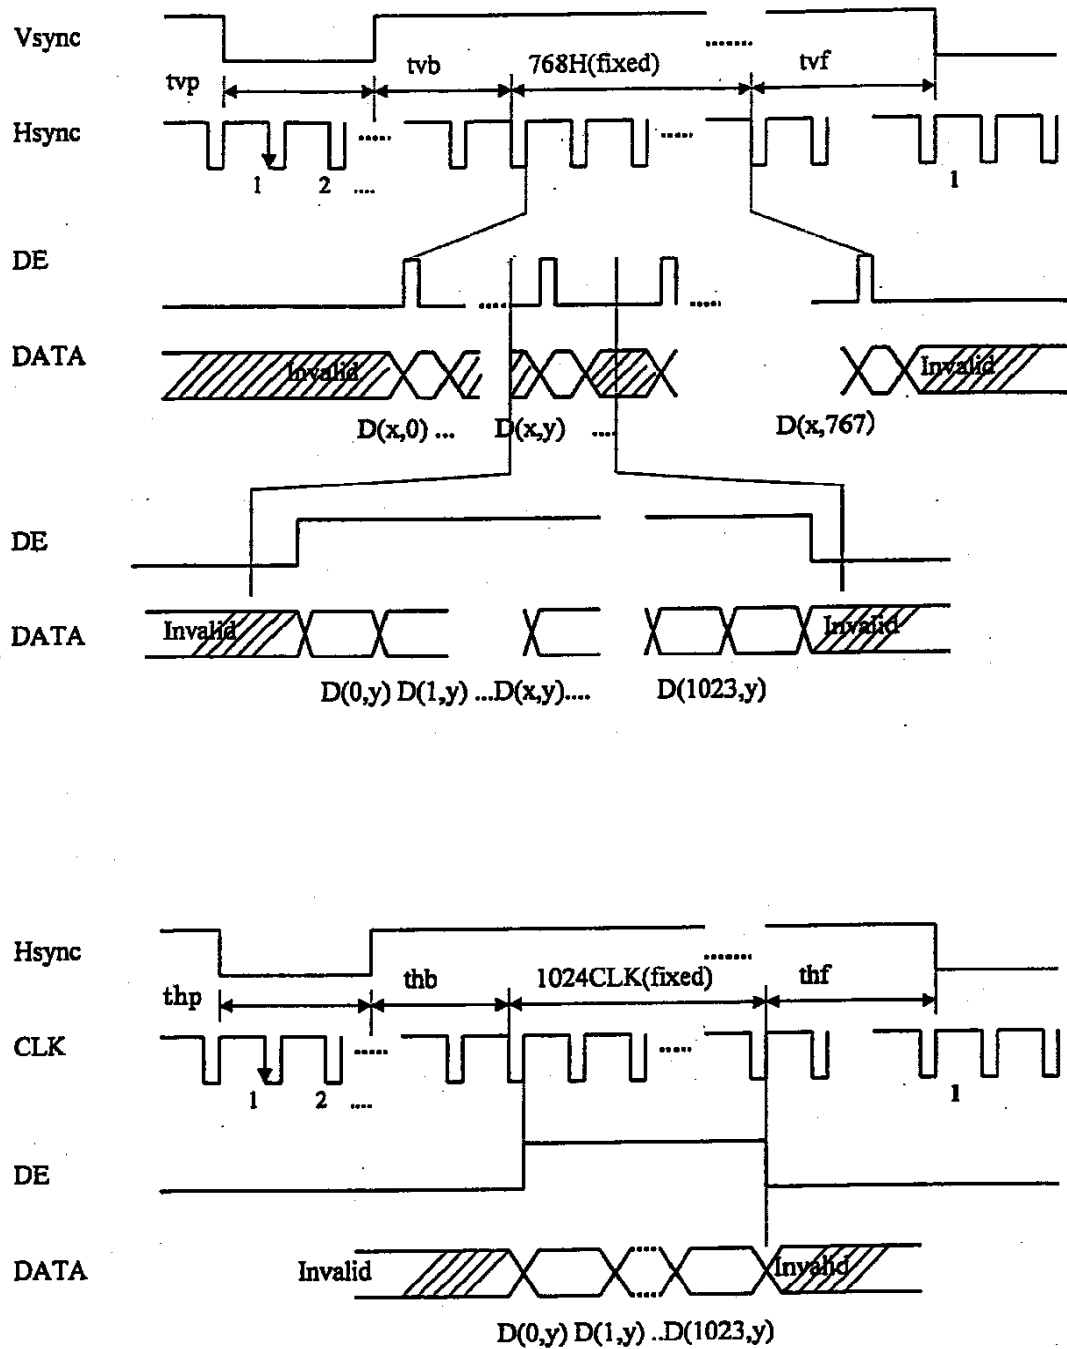 Vsync
tvp tvb 768H(fixed) tvf
Hsync
1 2 .... 1
DE
DATA Invalid Invalid
D(x,0) ... D(x,y) .... D(x,767)
DE
DATA Invalid Invalid
D(0,y) D(1,y) ...D(x,y).... D(1023,y)
Hsync
thp thb 1024CLK(fixed) thf
CLK
1 2 .... 1
DE
DATA Invalid Invalid
D(0,y) D(1,y) ..D(1023,y)